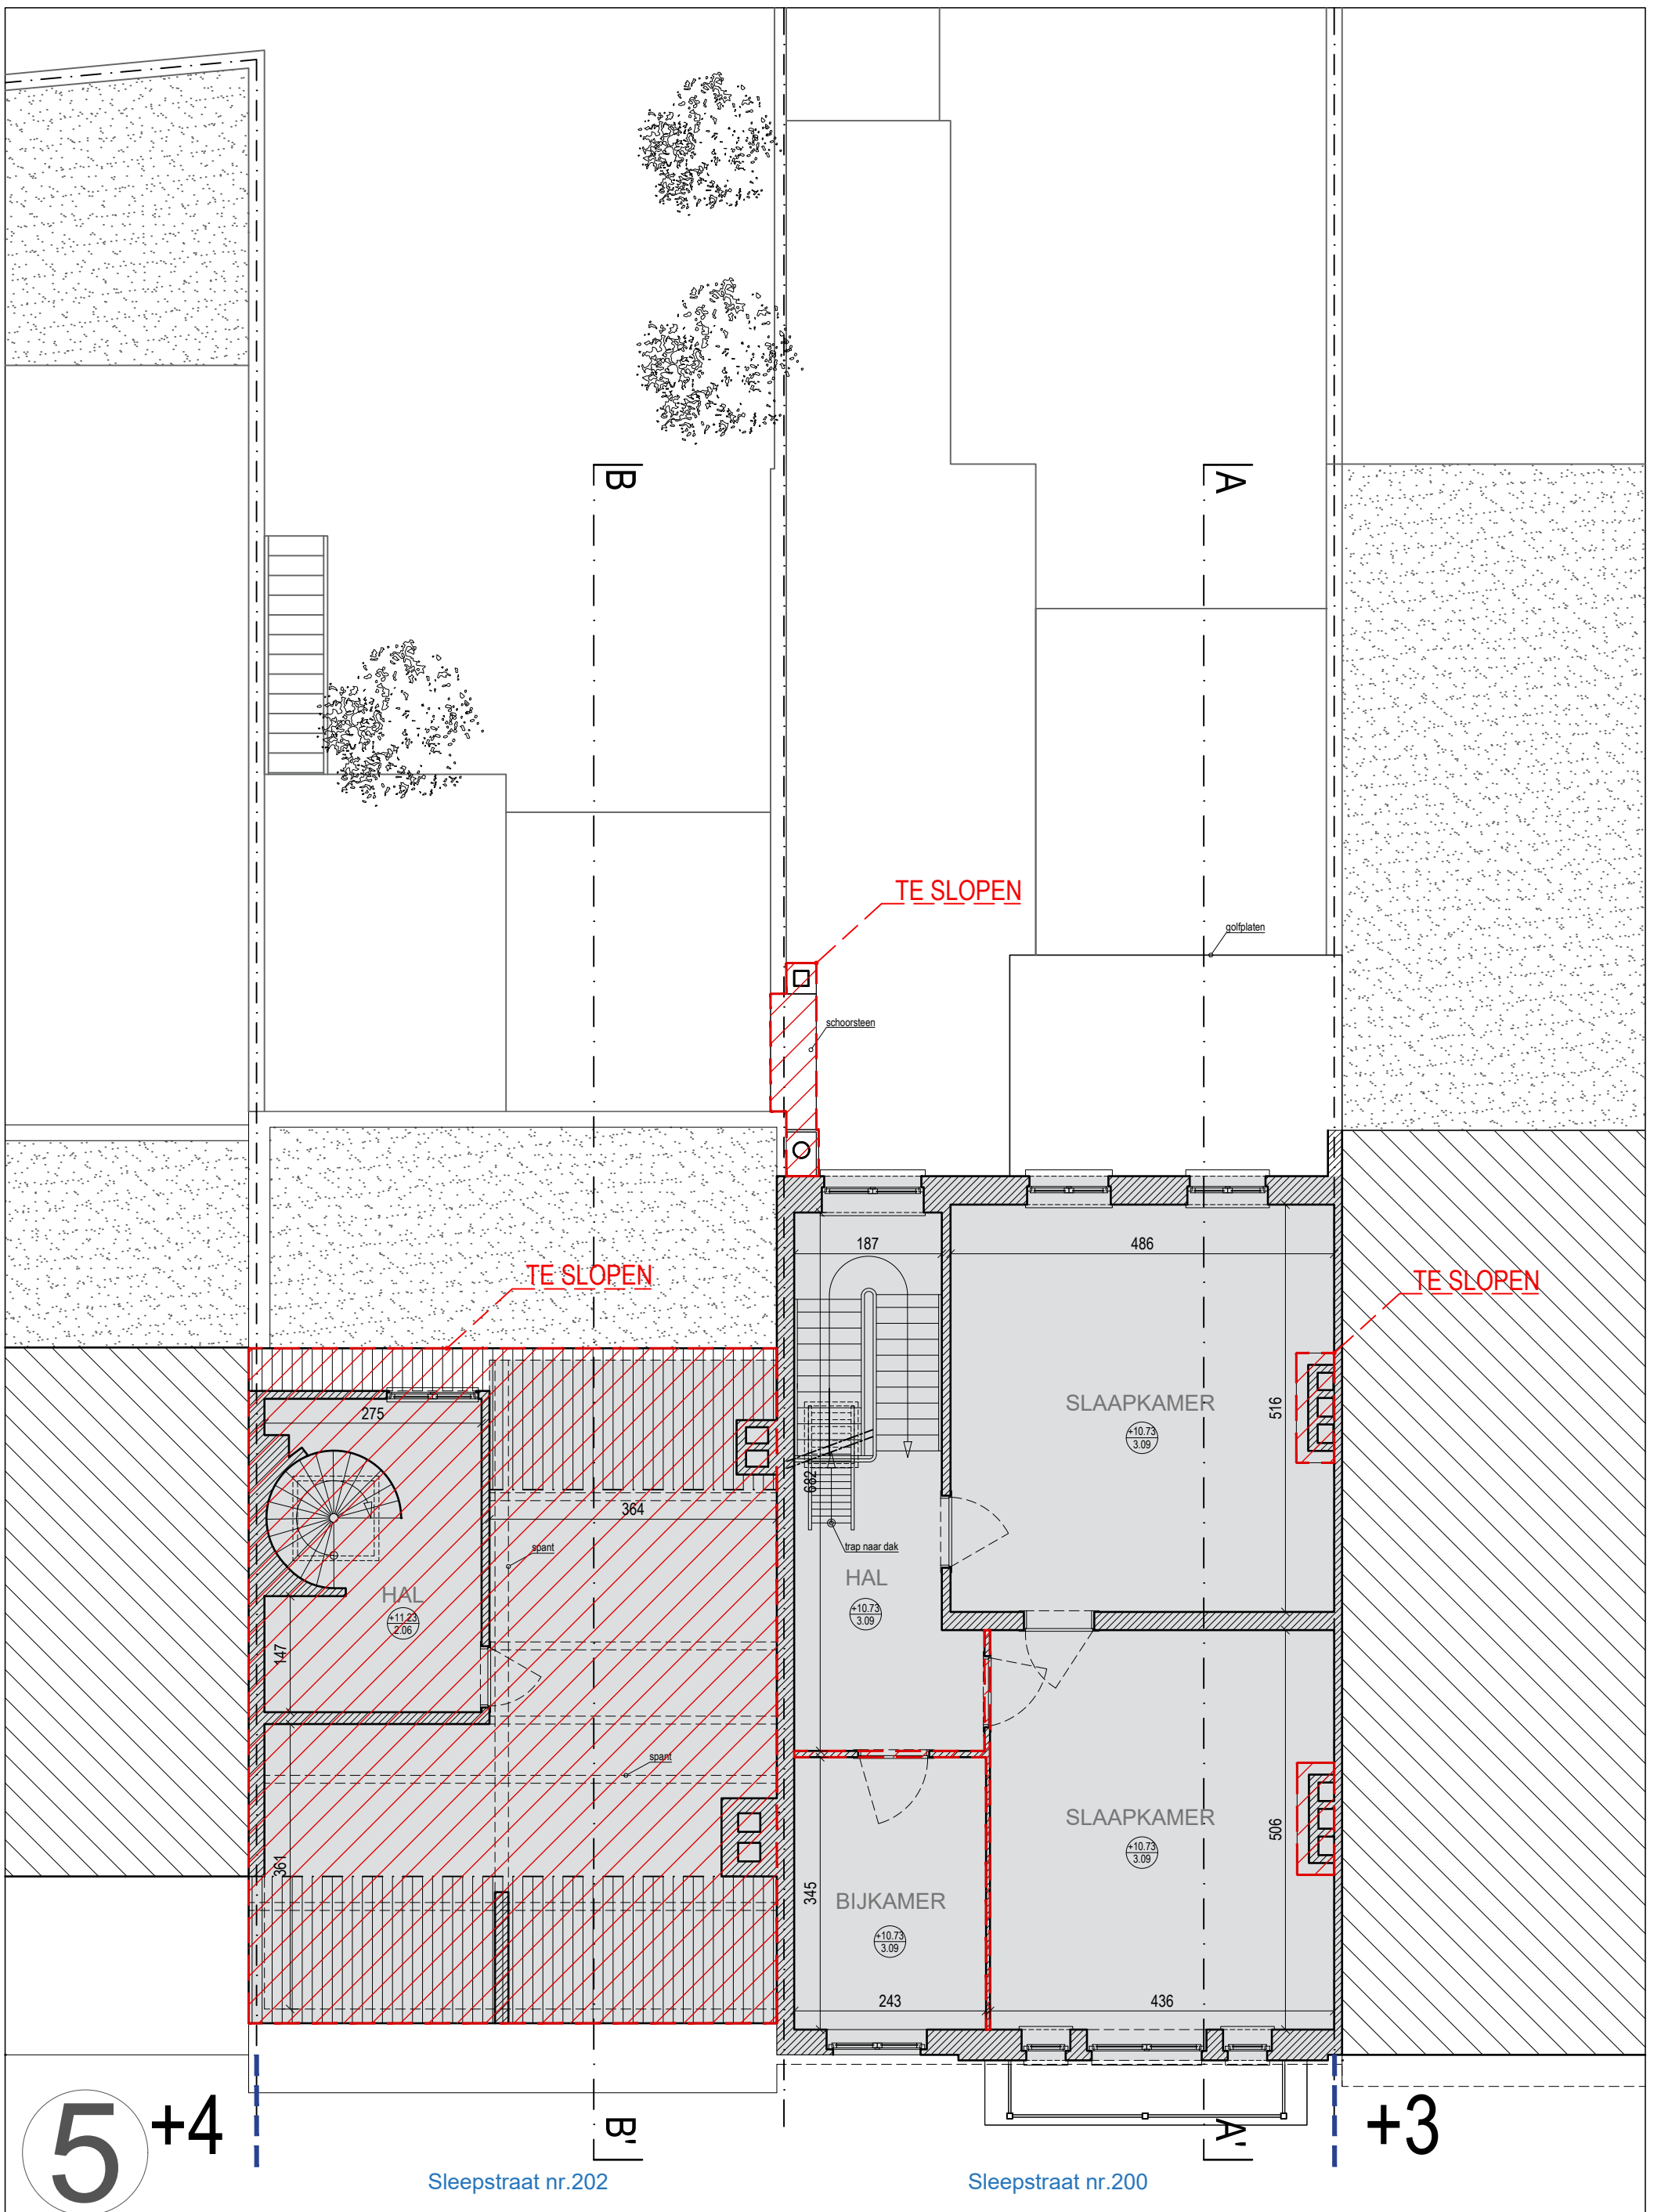 B
A
TE SLOPEN
golfplaten
schoorsteen
187
486
TE SLOPEN
TE SLOPEN
SLAAPKAMER
516
275
+10.73
3.09
682
364
trap naar dak
spant
HAL
HAL
+11.23
2.06
+10.73
3.09
147
spant
SLAAPKAMER
506
+10.73
3.09
361
345
BIJKAMER
+10.73
3.09
243
436
5
+4
B'
A'
+3
Sleepstraat nr.202
Sleepstraat nr.200